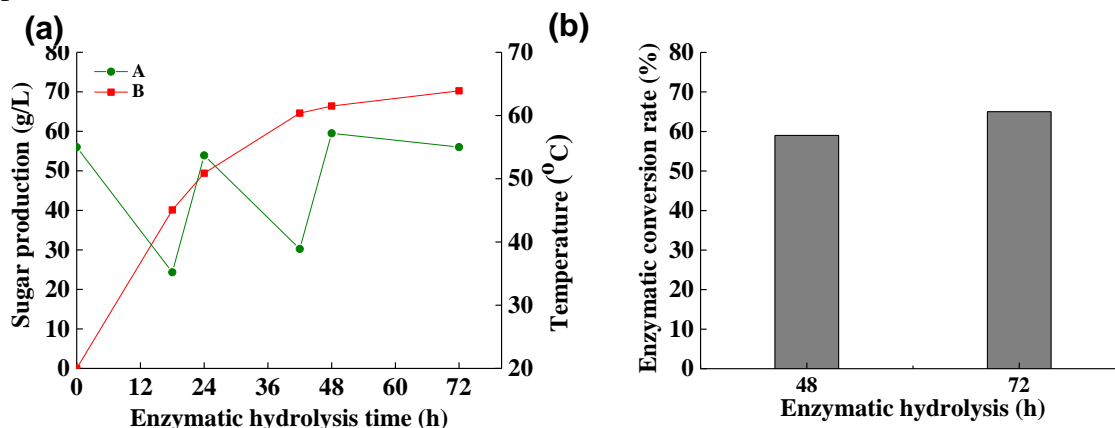 (a)
A
B
80
70
60
50
40
30
20
10
0
Sugar production (g/L)
70
60
50
40
30
20
Temperature (°C)
0 12 24 36 48 60 72
Enzymatic hydrolysis time (h)
(b)
80
70
60
50
40
30
20
10
0
Enzymatic conversion rate (%)
48 72
Enzymatic hydrolysis (h)